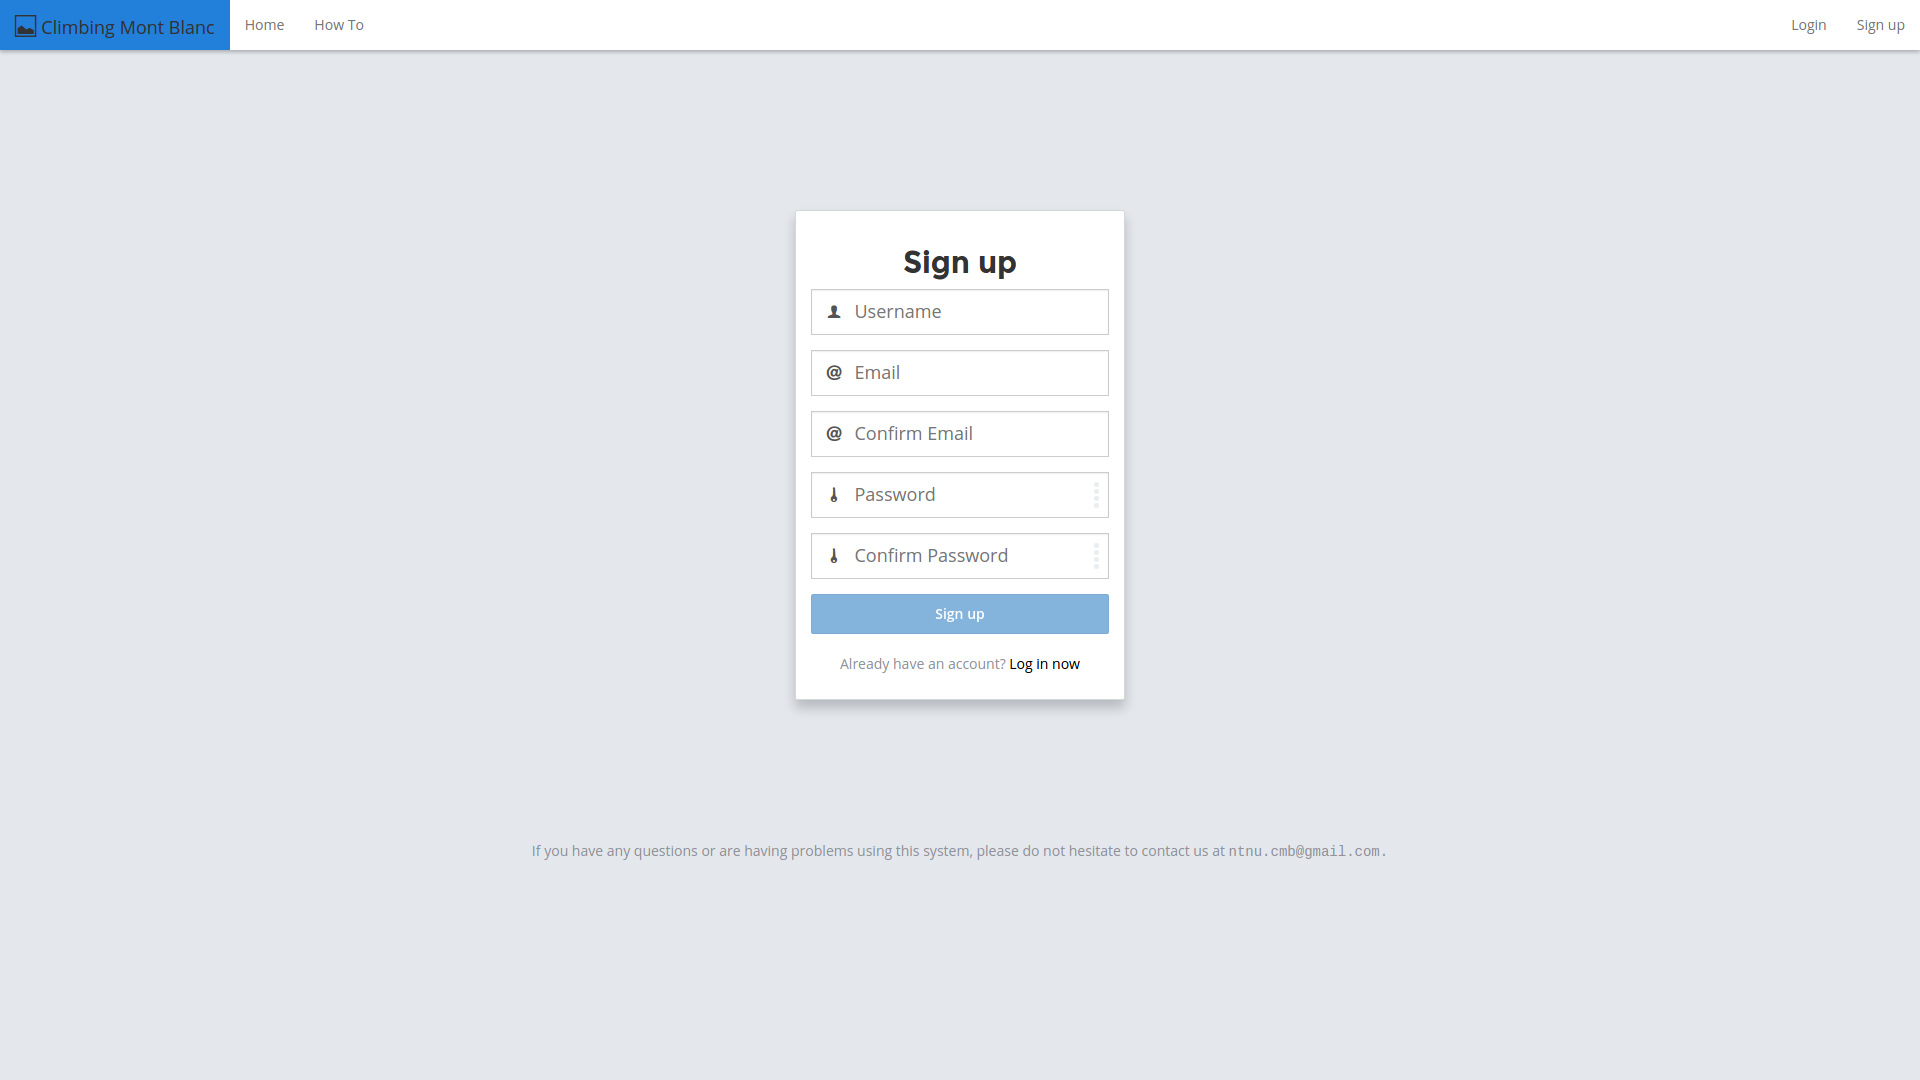 Climbing Mont Blanc Home How To Login Sign up
Sign up
Username
@ Email
@ Confirm Email
Password
Confirm Password
Sign up
Already have an account? Log in now
If you have any questions or are having problems using this system, please do not hesitate to contact us at ntnu.cmb@gmail.com.